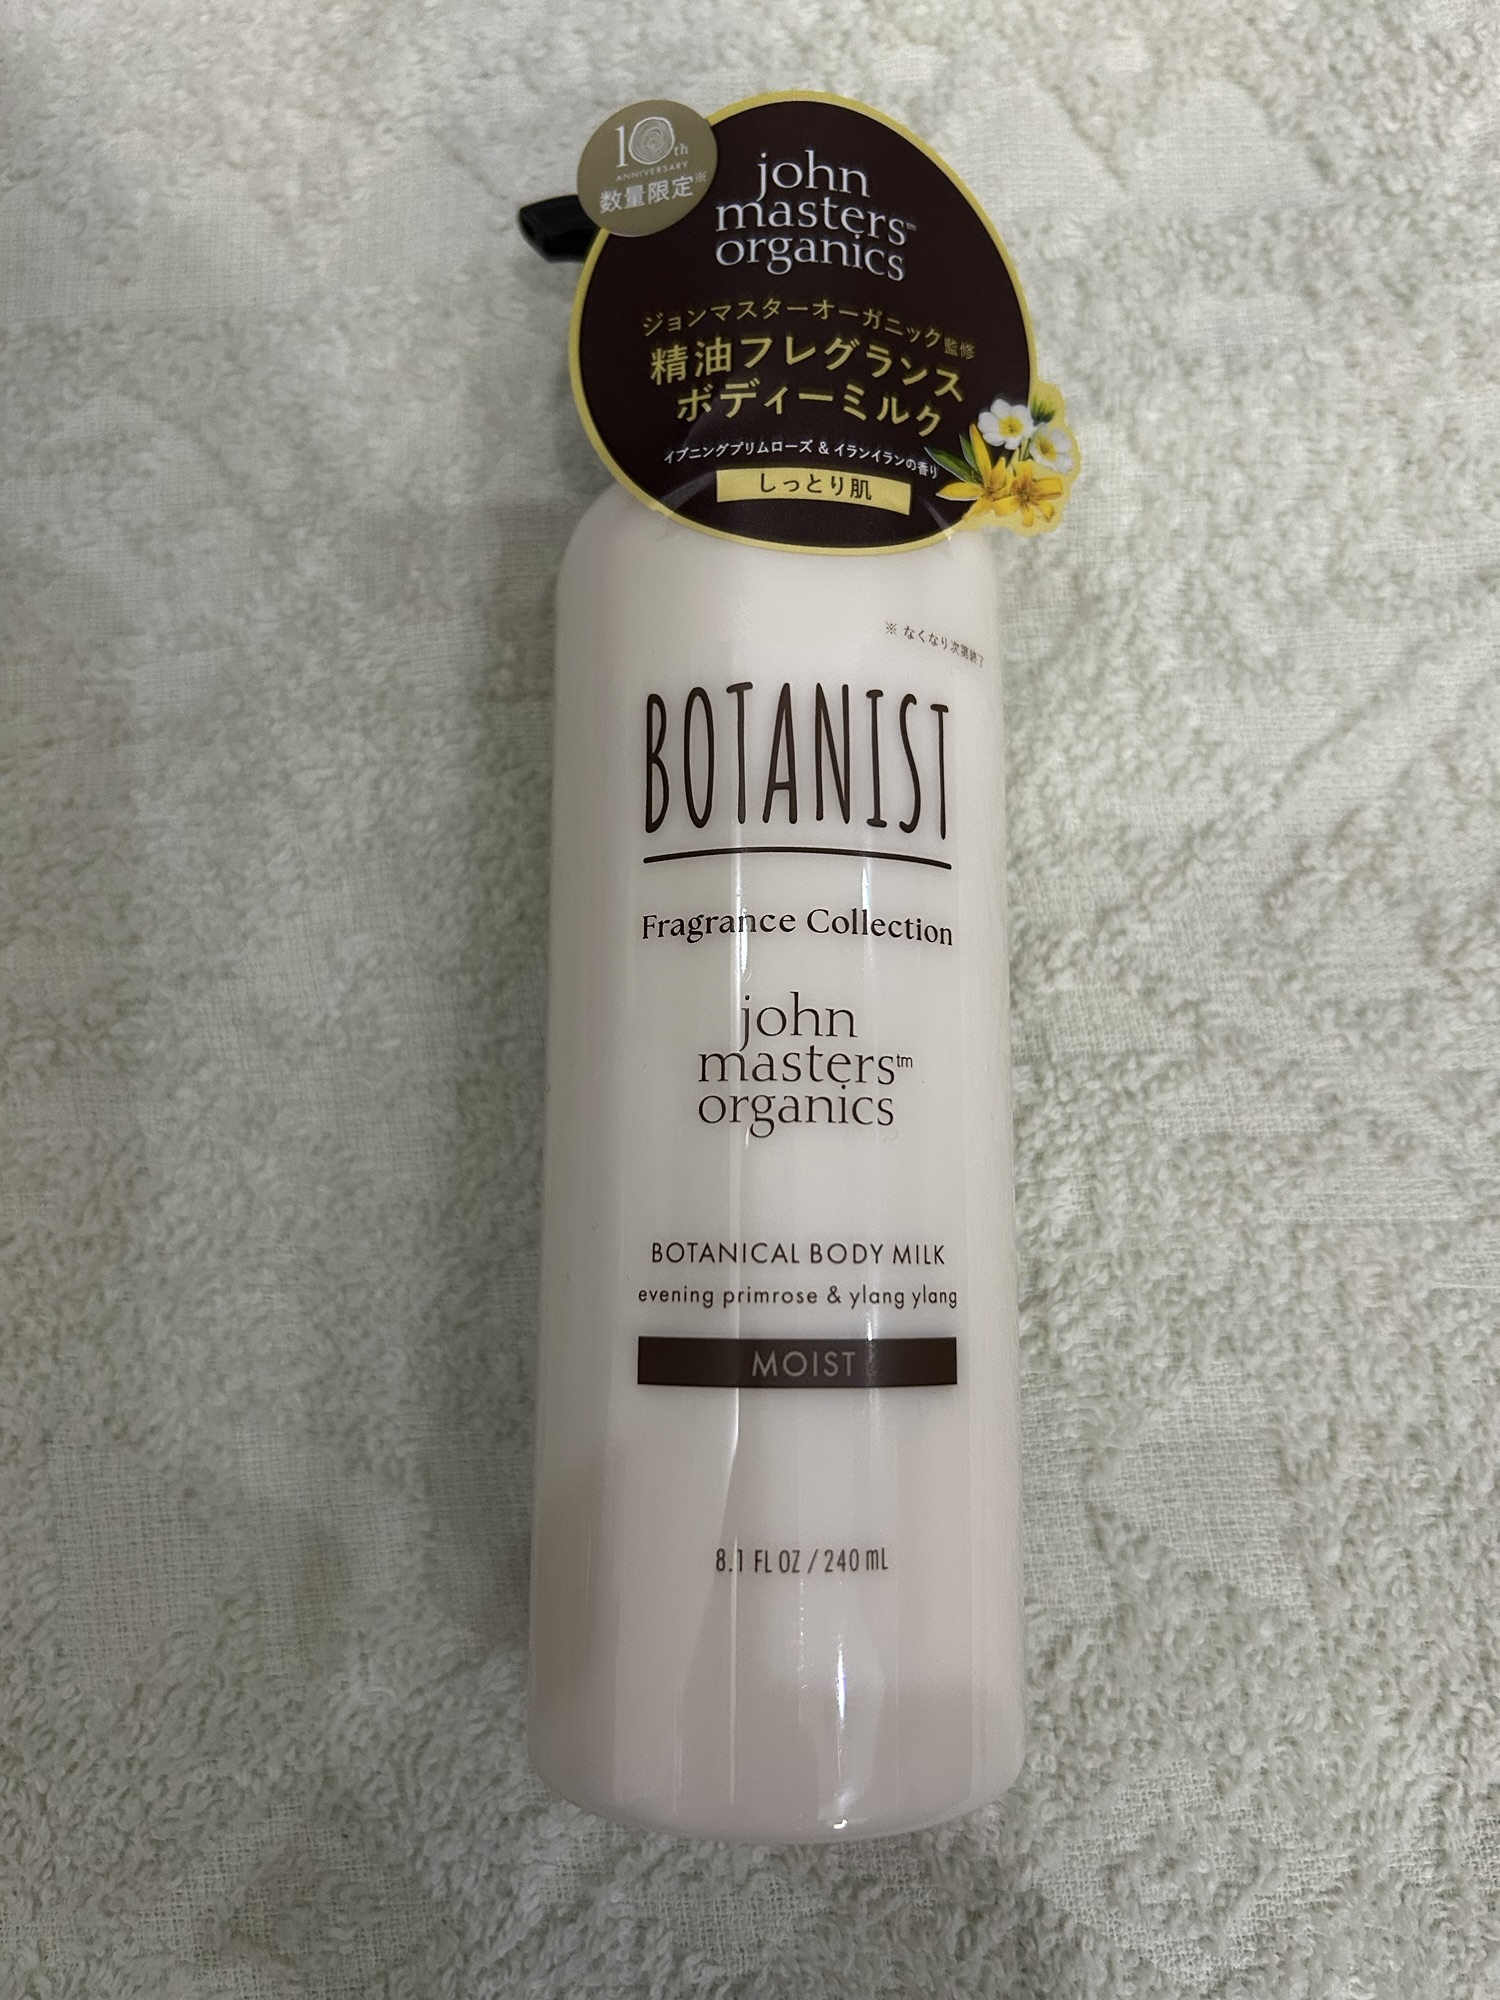 10th
ANNIVERSARY
数量限定※
john
masters™
organics
ジョンマスターオーガニック監修
精油フレグランス
ボディーミルク
イブニングプリムローズ & イランイランの香り
しっとり肌
※ なくなり次第終了
BOTANIST
Fragrance Collection
john
masters™
organics
BOTANICAL BODY MILK
evening primrose & ylang ylang
MOIST
8.1 FL OZ / 240 mL